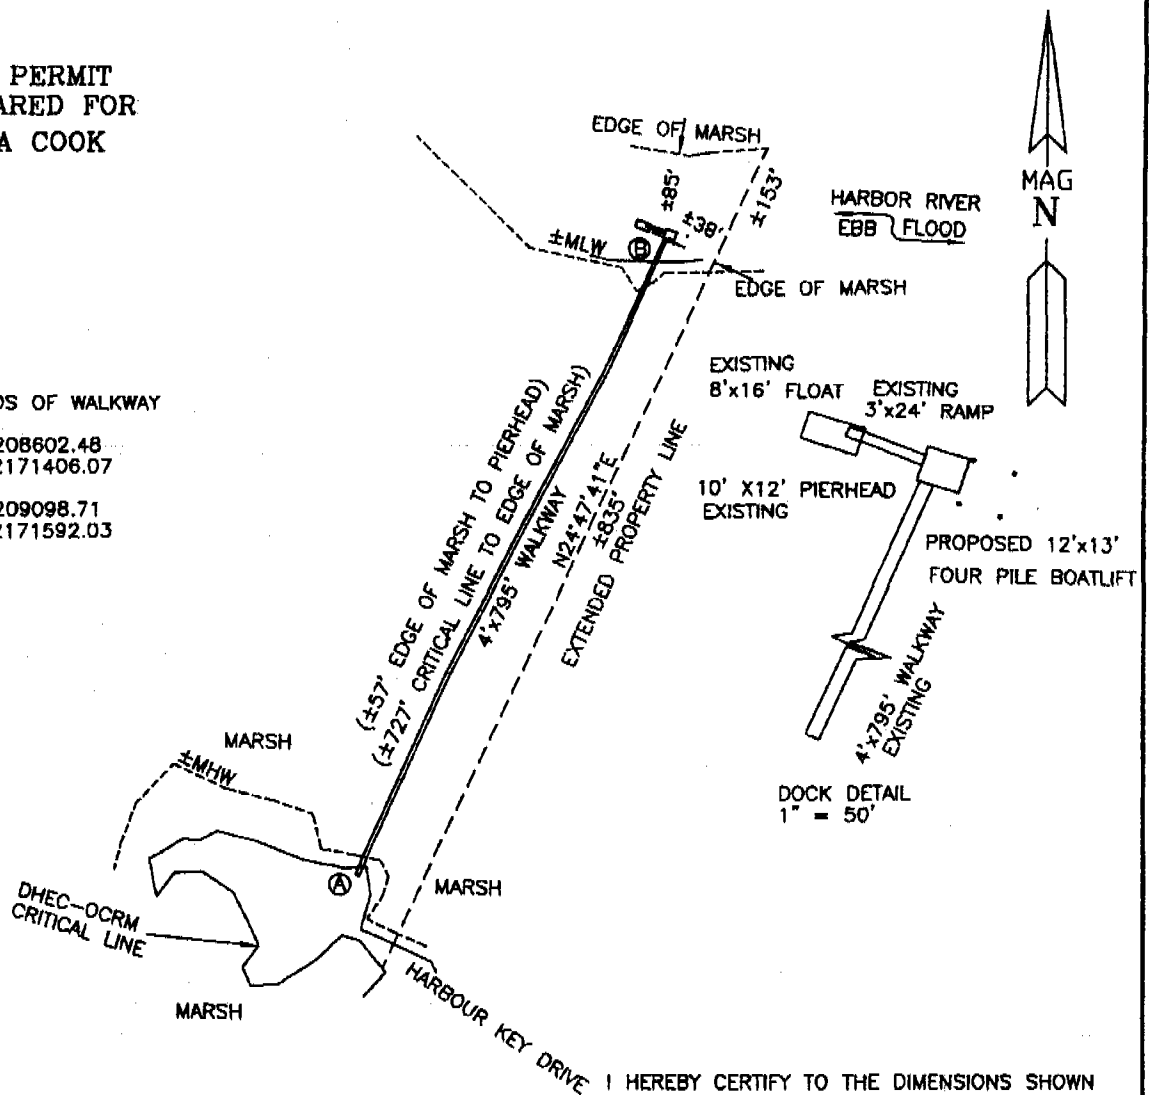 PERMIT
ARED FOR
A COOK
EDGE OF MARSH
±85'
±38'
±153'
±MLW
B
EDGE OF MARSH
MAG
N
HARBOR RIVER
EBB FLOOD
DS OF WALKWAY
208602.48
2171406.07
209098.71
2171592.03
(±57' EDGE OF MARSH TO PIERHEAD)
(±727' CRITICAL LINE TO EDGE OF MARSH)
4'x795' WALKWAY
N24°47'41"E
±835'
EXTENDED PROPERTY LINE
EXISTING
8'x16' FLOAT
EXISTING
3'x24' RAMP
10' X12' PIERHEAD
EXISTING
PROPOSED 12'x13'
FOUR PILE BOATLIFT
4'x795' WALKWAY
EXISTING
DOCK DETAIL
1" = 50'
MARSH
±MHW
A
MARSH
DHEC-OCRM
CRITICAL LINE
MARSH
HARBOUR KEY DRIVE
I HEREBY CERTIFY TO THE DIMENSIONS SHOWN